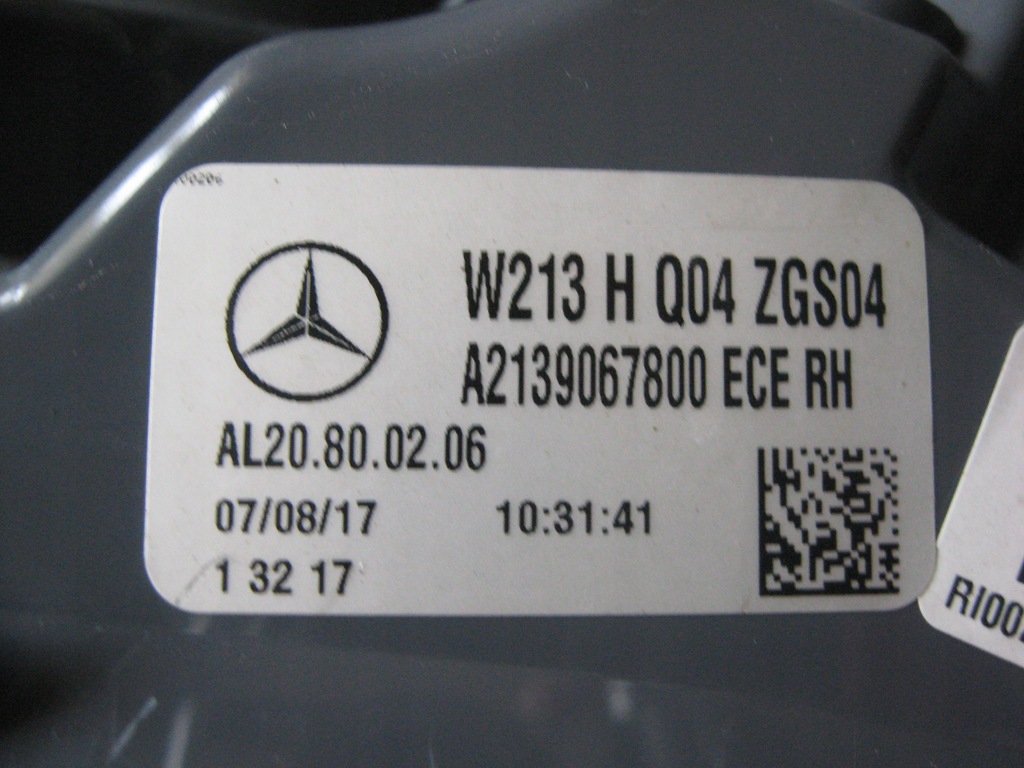 W213 H Q04 ZGS04
A2139067800 ECE RH
AL20.80.02.06
07/08/17 10:31:41
1 32 17